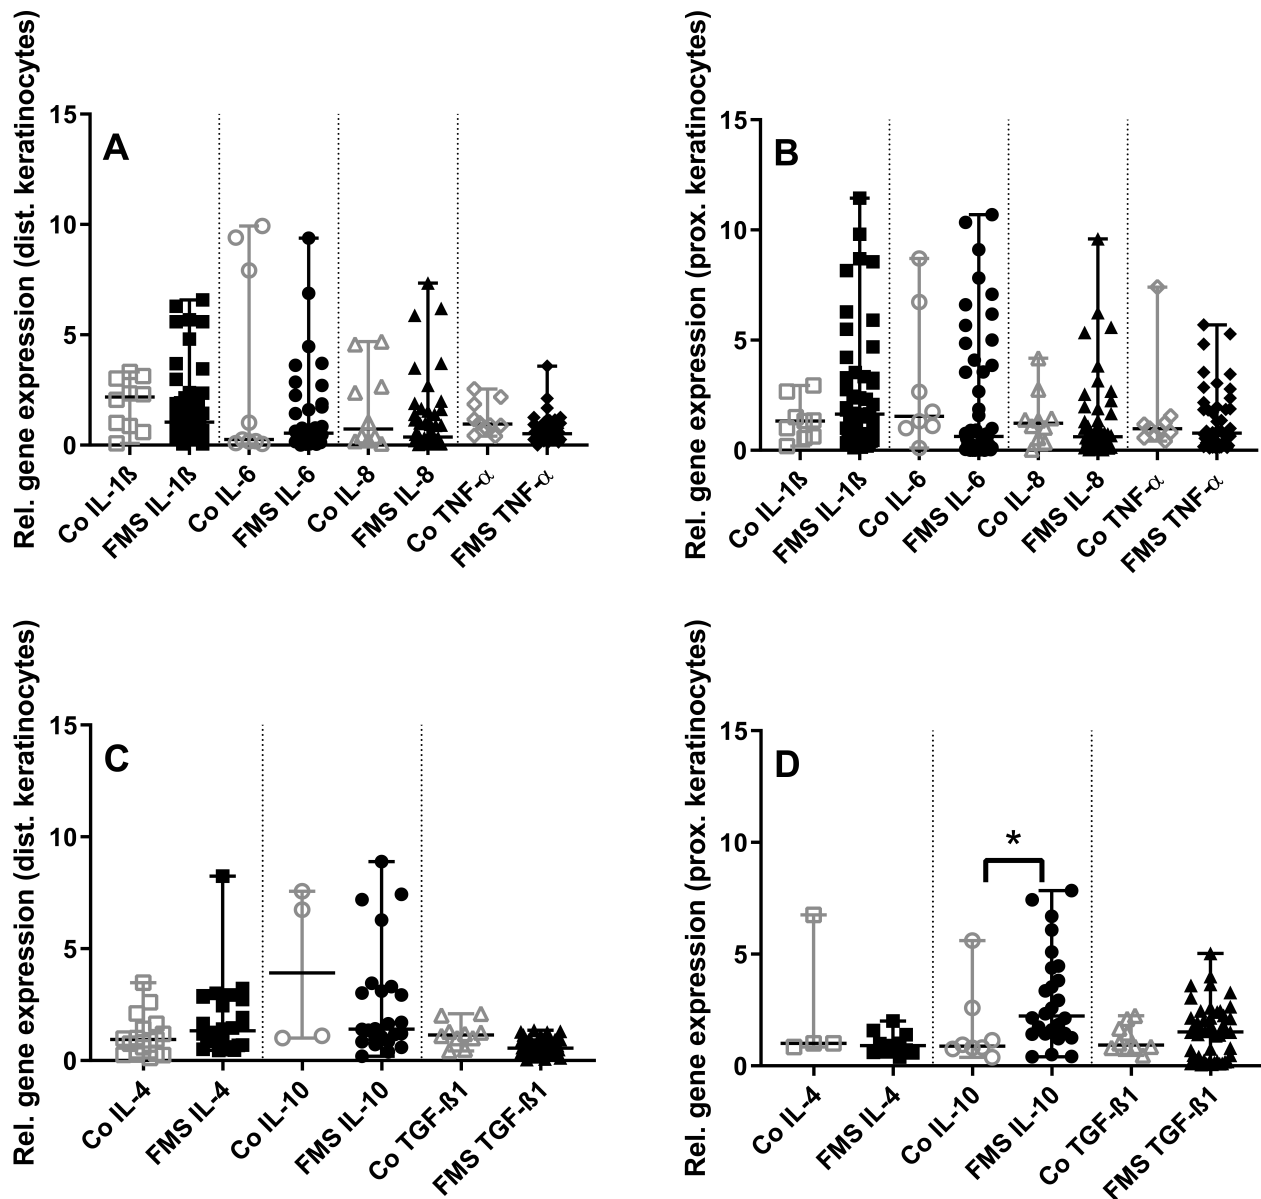 Rel. gene expression (dist. keratinocytes)
15
10
5
0
A
Co IL-1ß
FMS IL-1ß
Co IL-6
FMS IL-6
Co IL-8
FMS IL-8
Co TNF-α
FMS TNF-α
Rel. gene expression (prox. keratinocytes)
15
10
5
0
B
Co IL-1ß
FMS IL-1ß
Co IL-6
FMS IL-6
Co IL-8
FMS IL-8
Co TNF-α
FMS TNF-α
Rel. gene expression (dist. keratinocytes)
15
10
5
0
C
Co IL-4
FMS IL-4
Co IL-10
FMS IL-10
Co TGF-ß1
FMS TGF-ß1
Rel. gene expression (prox. keratinocytes)
15
10
5
0
D
*
Co IL-4
FMS IL-4
Co IL-10
FMS IL-10
Co TGF-ß1
FMS TGF-ß1